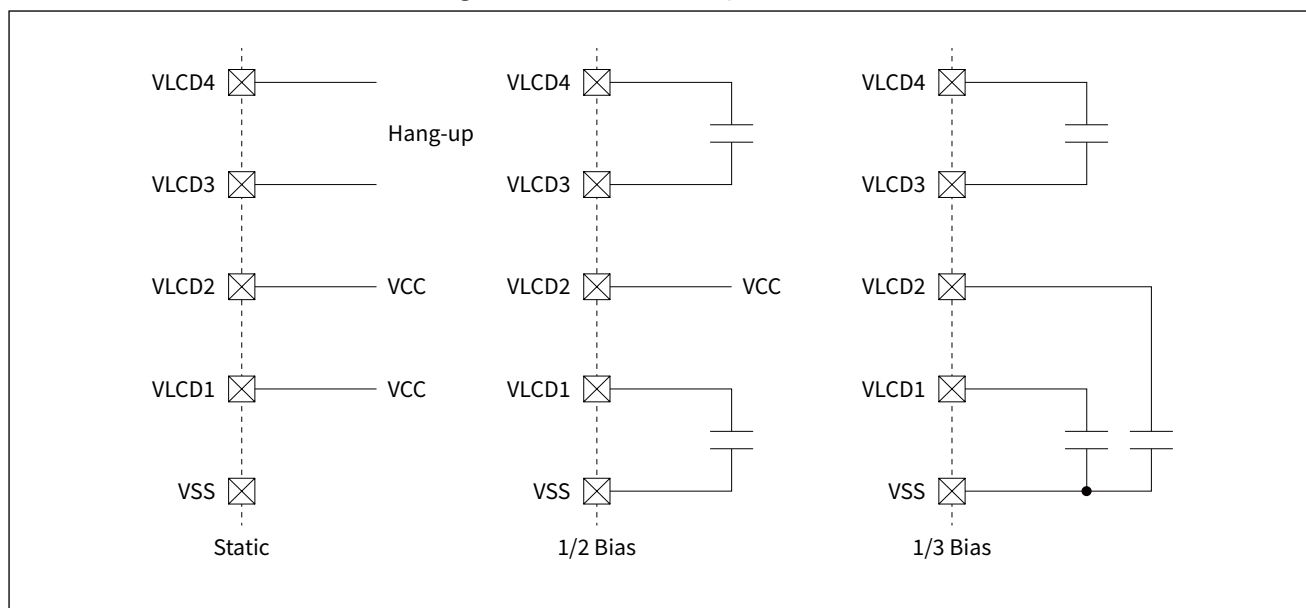 VLCD4
VLCD3
VLCD2
VLCD1
VSS
Hang-up
VCC
VCC
Static
VLCD4
VLCD3
VLCD2
VLCD1
VSS
VCC
1/2 Bias
VLCD4
VLCD3
VLCD2
VLCD1
VSS
1/3 Bias